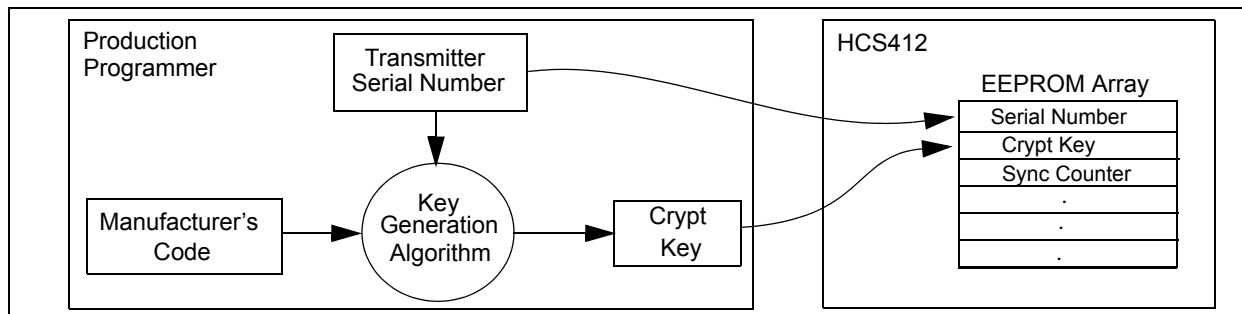 Production
Programmer
Transmitter
Serial Number
Manufacturer's
Code
Key
Generation
Algorithm
Crypt
Key
HCS412
EEPROM Array
Serial Number
Crypt Key
Sync Counter
.
.
.